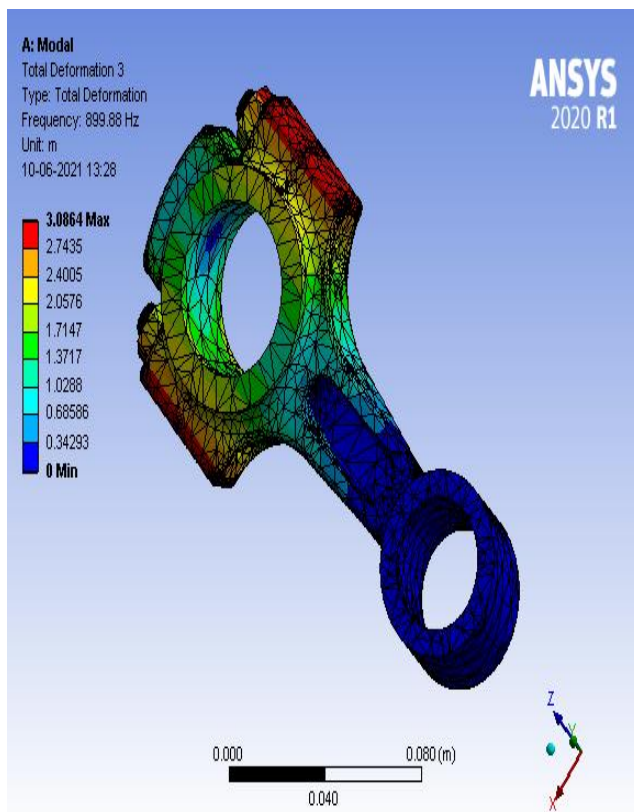 A: Modal
Total Deformation 3
Type: Total Deformation
Frequency: 899.88 Hz
Unit: m
10-06-2021 13:28
ANSYS
2020 R1
3.0864 Max
2.7435
2.4005
2.0576
1.7147
1.3717
1.0288
0.68586
0.34293
0 Min
Z
Y
X
0.000
0.080 (m)
0.040